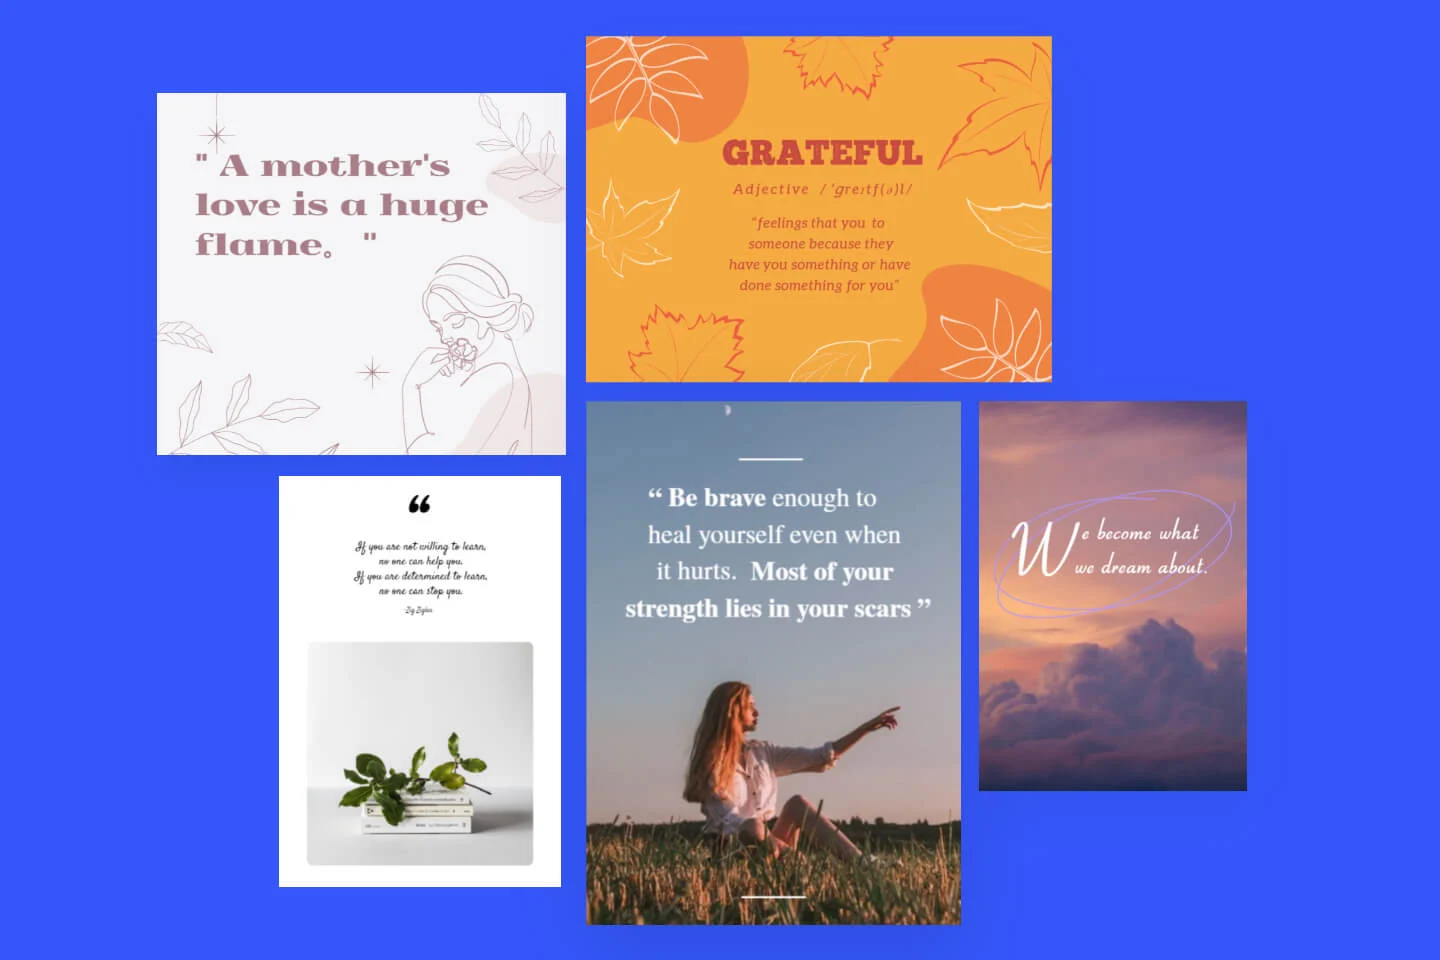 " A mother's
love is a huge
flame。 "
GRATEFUL
Adjective / 'greɪtf(ə)l/
"feelings that you to
someone because they
have you something or have
done something for you"
“
If you are not willing to learn,
no one can help you.
If you are determined to learn,
no one can stop you.
-Zig Ziglar
“ Be brave enough to
heal yourself even when
it hurts. Most of your
strength lies in your scars ”
We become what
we dream about.